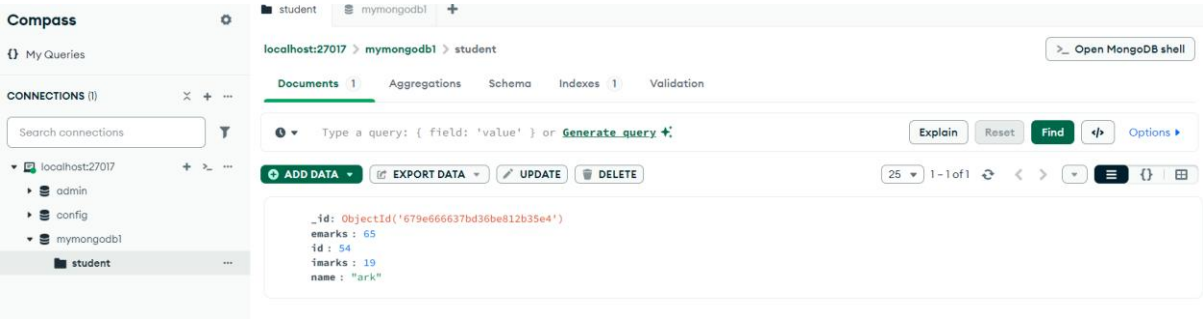 Compass
{} My Queries
CONNECTIONS (1)
Search connections
localhost:27017
admin
config
mymongodb1
student
student mymongodb1
localhost:27017 > mymongodb1 > student
>_ Open MongoDB shell
Documents 1 Aggregations Schema Indexes 1 Validation
Type a query: { field: 'value' } or Generate query
Explain Reset Find </> Options
ADD DATA EXPORT DATA UPDATE DELETE
25 1 – 1 of 1 {}
_id: ObjectId('679e666637bd36be812b35e4')
emarks : 65
id : 54
imarks : 19
name : "ark"